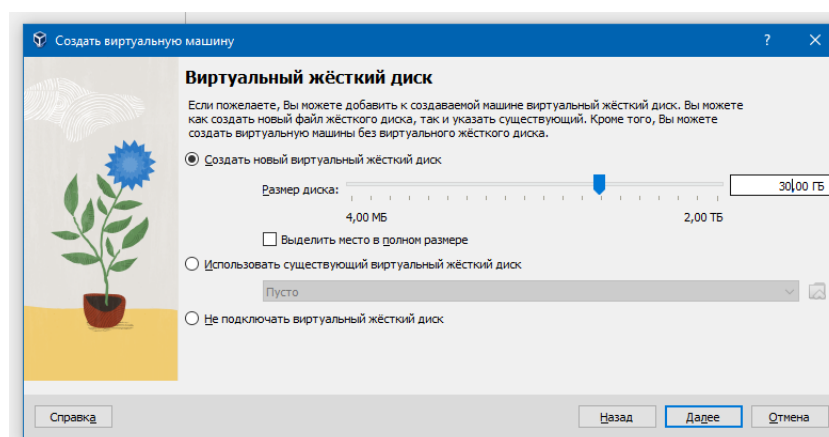 Создать виртуальную машину
?
Виртуальный жёсткий диск
Если пожелаете, Вы можете добавить к создаваемой машине виртуальный жёсткий диск. Вы можете
как создать новый файл жёсткого диска, так и указать существующий. Кроме того, Вы можете
создать виртуальную машины без виртуального жёсткого диска.
Создать новый виртуальный жёсткий диск
Размер диска: 30,00 ГБ
4,00 МБ 2,00 ТБ
Выделить место в полном размере
Использовать существующий виртуальный жёсткий диск
Пусто
Не подключать виртуальный жёсткий диск
Справка Назад Далее Отмена